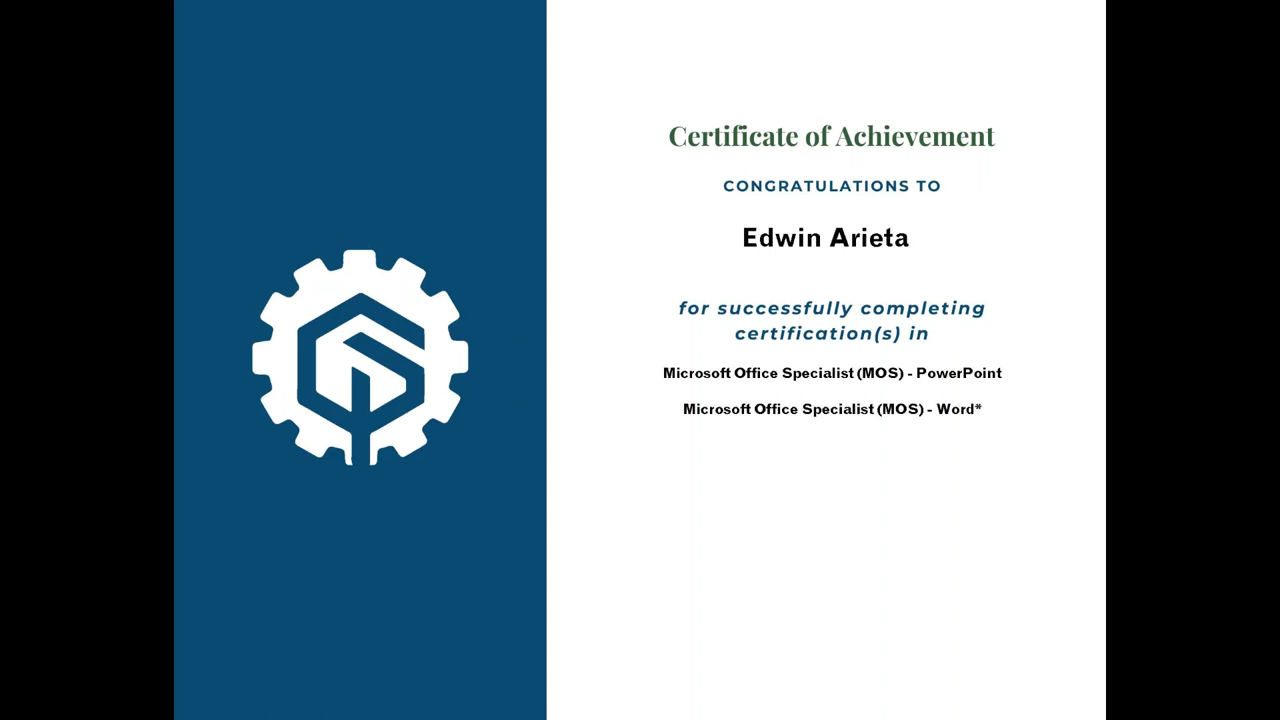 Certificate of Achievement
CONGRATULATIONS TO
Edwin Arieta
for successfully completing
certification(s) in
Microsoft Office Specialist (MOS) - PowerPoint
Microsoft Office Specialist (MOS) - Word*